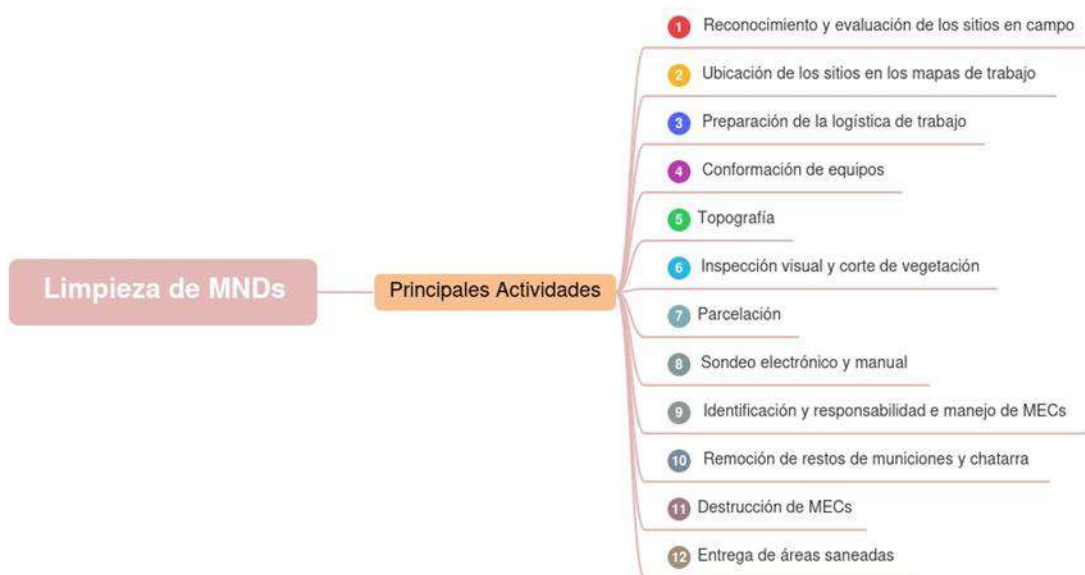 Limpieza de MNDs
Principales Actividades
1 Reconocimiento y evaluación de los sitios en campo
2 Ubicación de los sitios en los mapas de trabajo
3 Preparación de la logística de trabajo
4 Conformación de equipos
5 Topografía
6 Inspección visual y corte de vegetación
7 Parcelación
8 Sondeo electrónico y manual
9 Identificación y responsabilidad e manejo de MECs
10 Remoción de restos de municiones y chatarra
11 Destrucción de MECs
12 Entrega de áreas saneadas